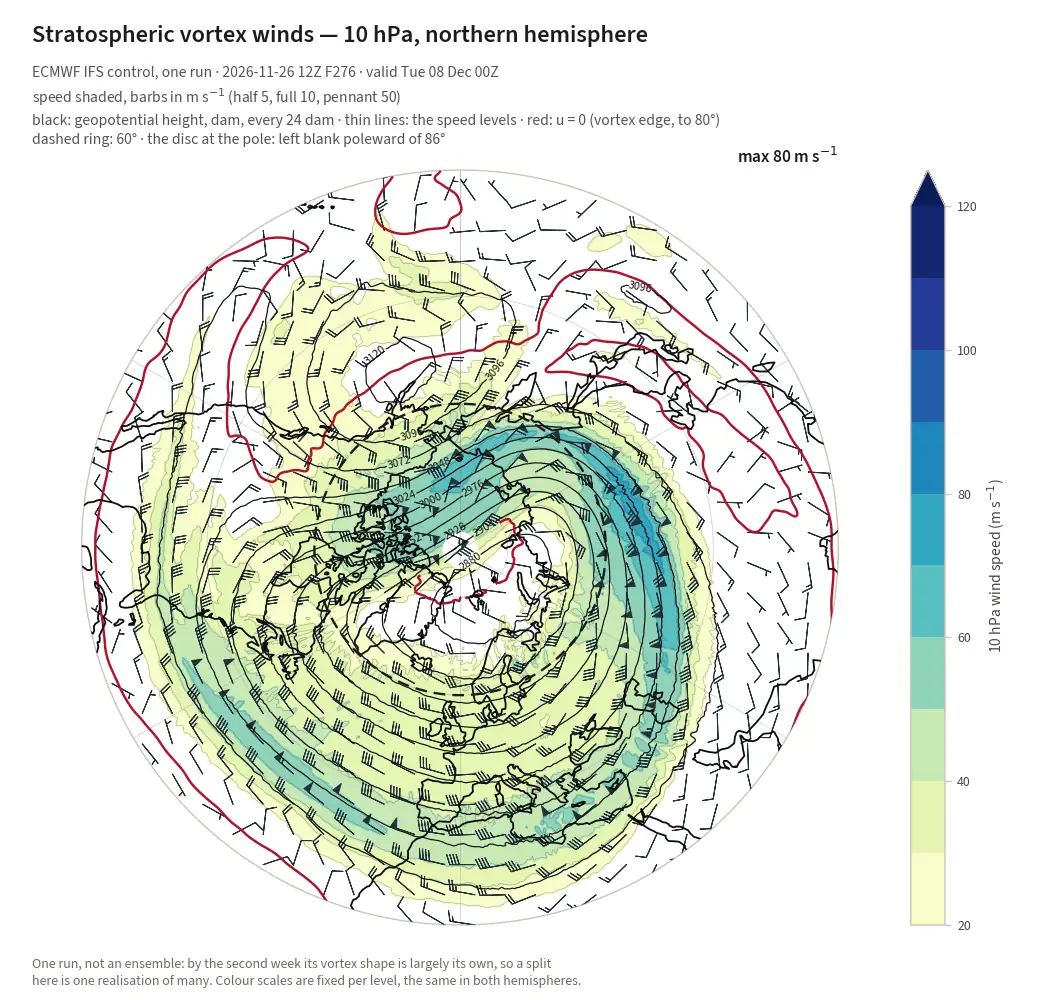 Stratospheric vortex winds — 10 hPa, northern hemisphere
ECMWF IFS control, one run · 2026-11-26 12Z F276 · valid Tue 08 Dec 00Z
speed shaded, barbs in m s⁻¹ (half 5, full 10, pennant 50)
black: geopotential height, dam, every 24 dam · thin lines: the speed levels · red: u = 0 (vortex edge, to 80°)
dashed ring: 60° · the disc at the pole: left blank poleward of 86°
max 80 m s⁻¹
120
100
80
60
40
20
10 hPa wind speed (m s⁻¹)
3096
3120
3096
3072
3048
3024
3000
2976
2880
One run, not an ensemble: by the second week its vortex shape is largely its own, so a split
here is one realisation of many. Colour scales are fixed per level, the same in both hemispheres.